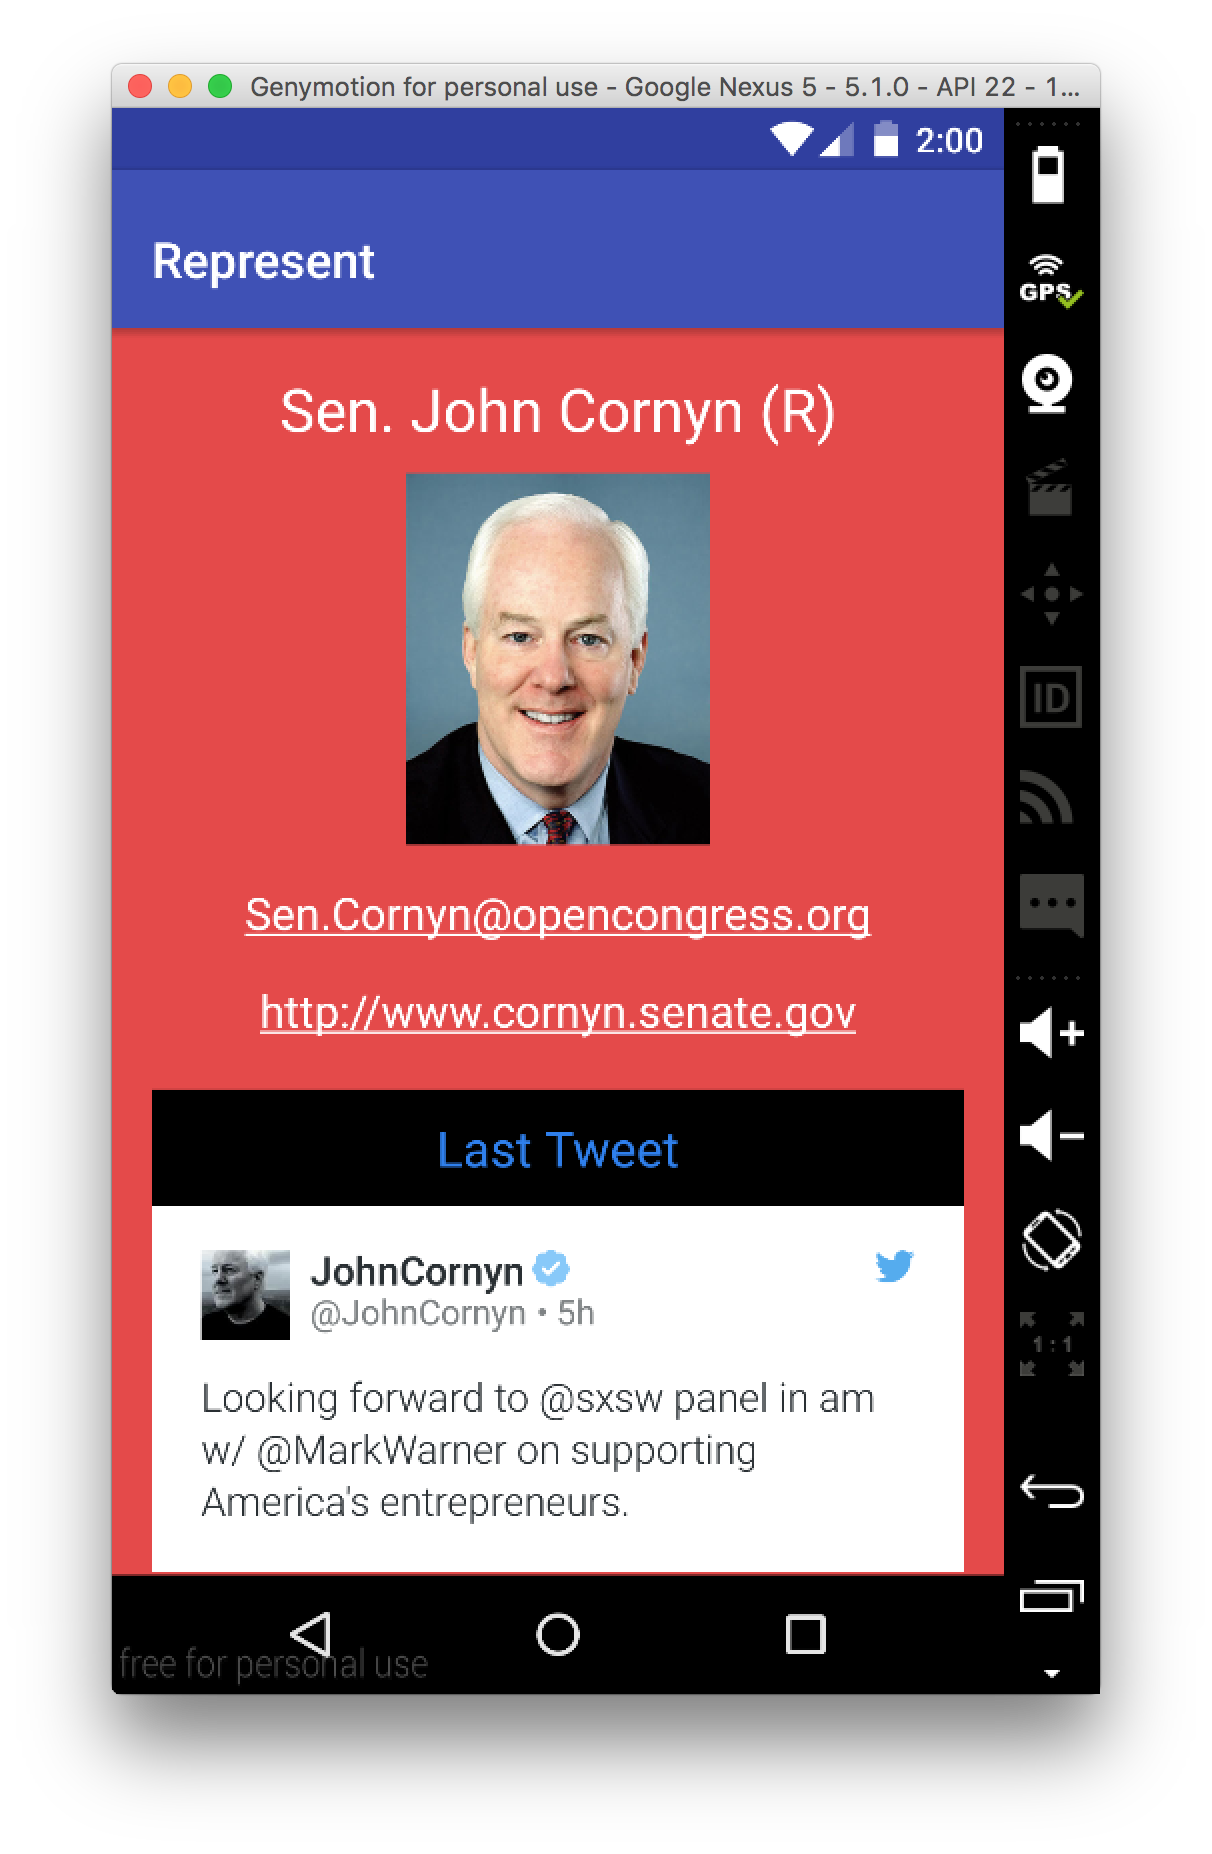 Genymotion for personal use - Google Nexus 5 - 5.1.0 - API 22 - 1...
2:00
Represent
GPS
Sen. John Cornyn (R)
ID
Sen.Cornyn@opencongress.org
http://www.cornyn.senate.gov
Last Tweet
JohnCornyn
@JohnCornyn • 5h
1:1
Looking forward to @sxsw panel in am
w/ @MarkWarner on supporting
America's entrepreneurs.
free for personal use